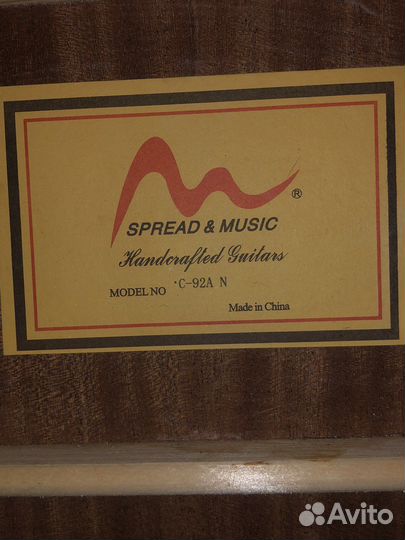 ®
SPREAD & MUSIC
Handcrafted Guitars
MODEL NO C-92A N
Made in China
Avito